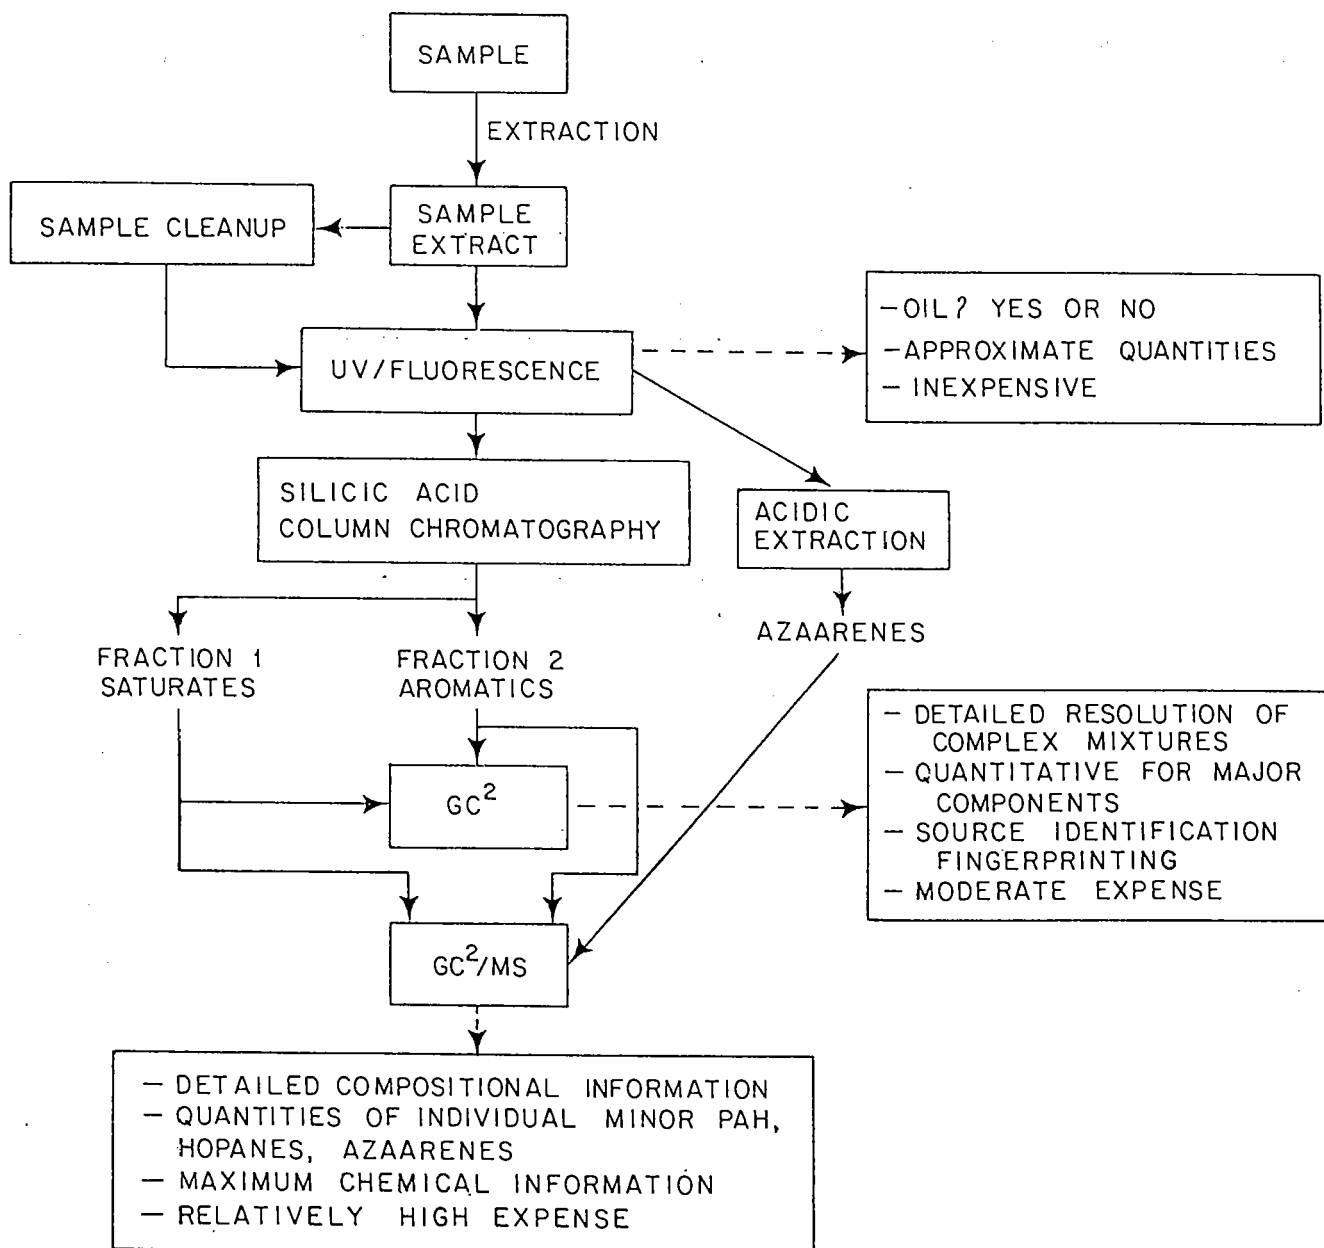 SAMPLE
EXTRACTION
SAMPLE CLEANUP
SAMPLE
EXTRACT
UV/FLUORESCENCE
–OIL? YES OR NO
–APPROXIMATE QUANTITIES
– INEXPENSIVE
SILICIC ACID
COLUMN CHROMATOGRAPHY
ACIDIC
EXTRACTION
AZAARENES
FRACTION 1
SATURATES
FRACTION 2
AROMATICS
GC²
– DETAILED RESOLUTION OF
COMPLEX MIXTURES
– QUANTITATIVE FOR MAJOR
COMPONENTS
– SOURCE IDENTIFICATION
FINGERPRINTING
– MODERATE EXPENSE
GC²/MS
– DETAILED COMPOSITIONAL INFORMATION
– QUANTITIES OF INDIVIDUAL MINOR PAH,
HOPANES, AZAARENES
– MAXIMUM CHEMICAL INFORMATION
– RELATIVELY HIGH EXPENSE